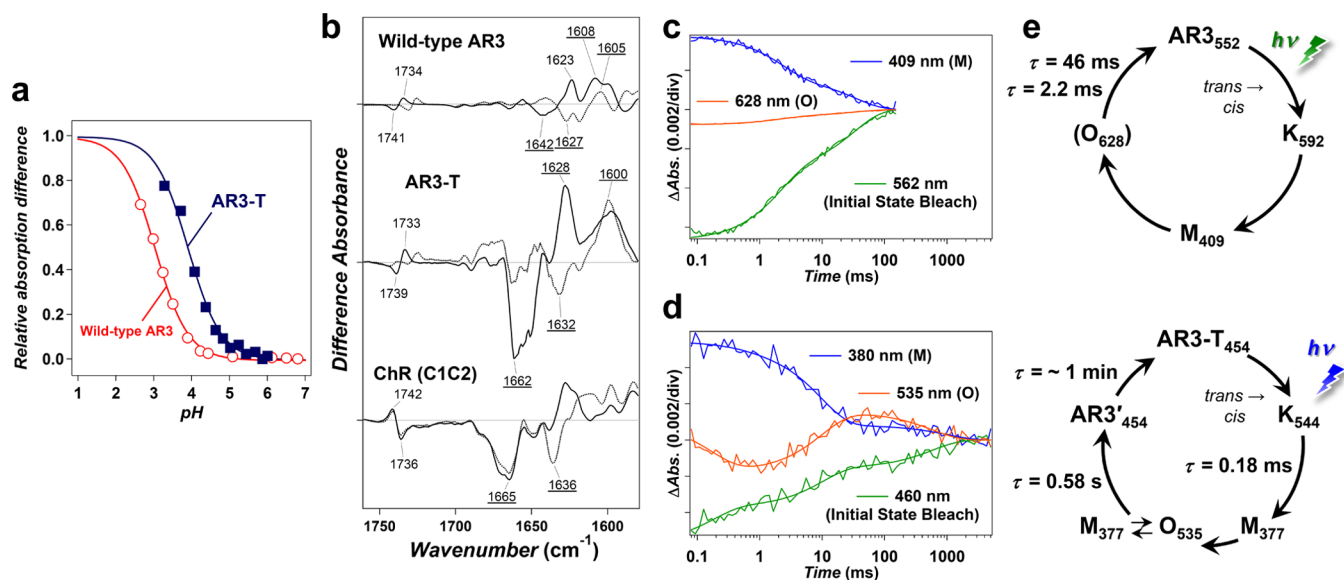 a
Relative absorption difference
1.0
0.8
0.6
0.4
0.2
0.0
AR3-T
Wild-type AR3
1 2 3 4 5 6 7
pH
b
Difference Absorbance
Wild-type AR3
1734
1741
1623
1608
1605
1642
1627
AR3-T
1733
1739
1628
1600
1662
1632
ChR (C1C2)
1742
1736
1665
1636
1750 1700 1650 1600
Wavenumber (cm⁻¹)
c
ΔAbs. (0.002/div)
409 nm (M)
628 nm (O)
562 nm
(Initial State Bleach)
0.1 1 10 100 1000
Time (ms)
d
ΔAbs. (0.002/div)
380 nm (M)
535 nm (O)
460 nm
(Initial State Bleach)
0.1 1 10 100 1000
Time (ms)
e
AR3₅₅₂
hν
τ = 46 ms
τ = 2.2 ms
trans →
cis
(O₆₂₈)
K₅₉₂
M₄₀₉
AR3-T₄₅₄
hν
τ = ~ 1 min
trans →
cis
AR3′₄₅₄
K₅₄₄
τ = 0.18 ms
τ = 0.58 s
M₃₇₇ ⇄ O₅₃₅
M₃₇₇